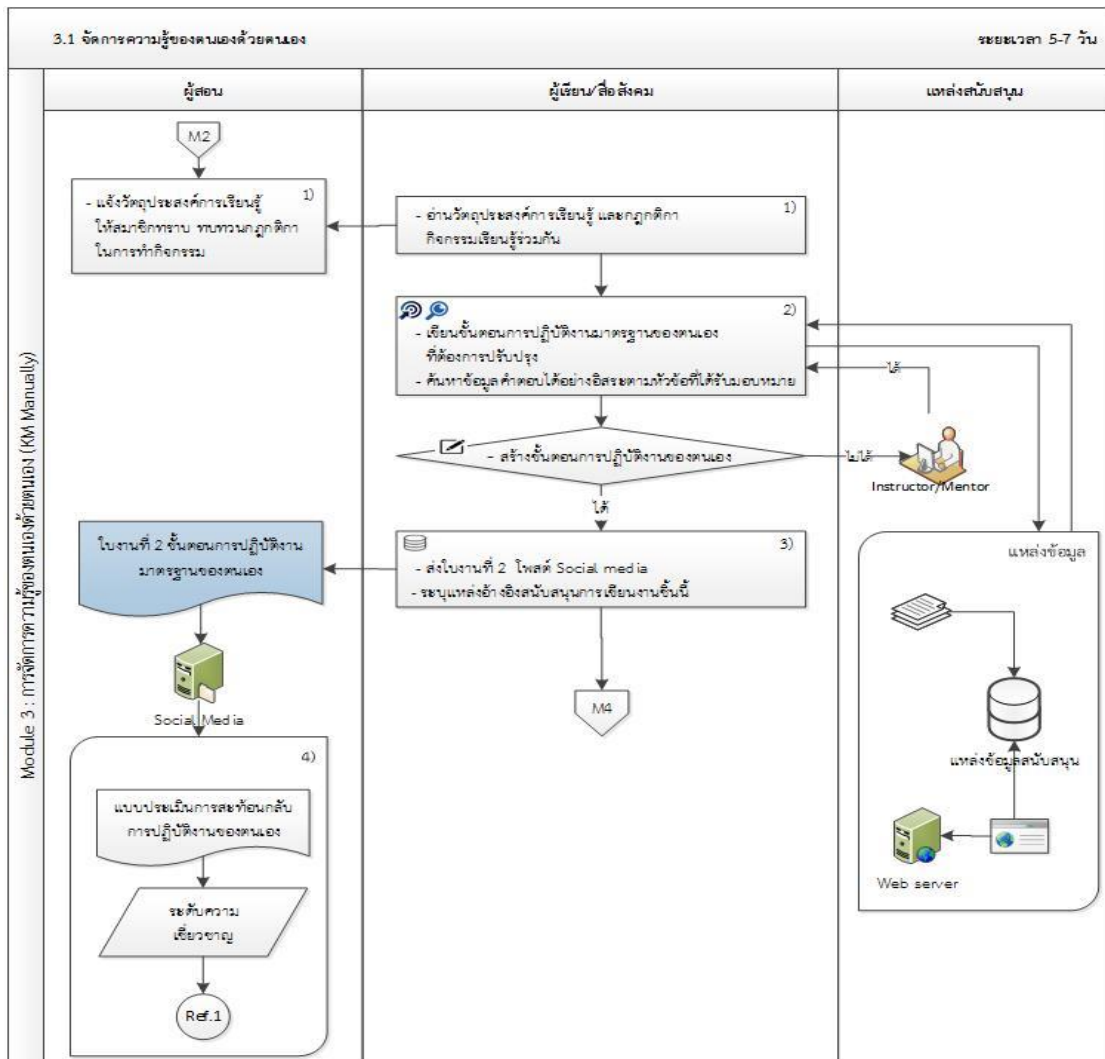 3.1 จัดการความรู้ของตนเองด้วยตนเอง
ระยะเวลา 5-7 วัน
Module 3 : การจัดการความรู้ของตนเองด้วยตนเอง (KM Manually)
ผู้สอน
ผู้เรียน/สื่อสังคม
แหล่งสนับสนุน
M2
1)
- แจ้งวัตถุประสงค์การเรียนรู้
ให้สมาชิกทราบ ทบทวนกฎกติกา
ในการทำกิจกรรม
1)
- อ่านวัตถุประสงค์การเรียนรู้ และกฎกติกา
กิจกรรมเรียนรู้ร่วมกัน
2)
- เขียนขั้นตอนการปฏิบัติงานมาตรฐานของตนเอง
ที่ต้องการปรับปรุง
- ค้นหาข้อมูลคำตอบได้อย่างอิสระตามหัวข้อที่ได้รับมอบหมาย
ได้
- สร้างขั้นตอนการปฏิบัติงานของตนเอง
ไม่ได้
Instructor/Mentor
ได้
ใบงานที่ 2 ขั้นตอนการปฏิบัติงาน
มาตรฐานของตนเอง
3)
- ส่งใบงานที่ 2 โพสต์ Social media
- ระบุแหล่งอ้างอิงสนับสนุนการเขียนงานชิ้นนี้
แหล่งข้อมูล
Social Media
M4
4)
แบบประเมินการสะท้อนกลับ
การปฏิบัติงานของตนเอง
แหล่งข้อมูลสนับสนุน
Web server
ระดับความ
เชี่ยวชาญ
Ref.1